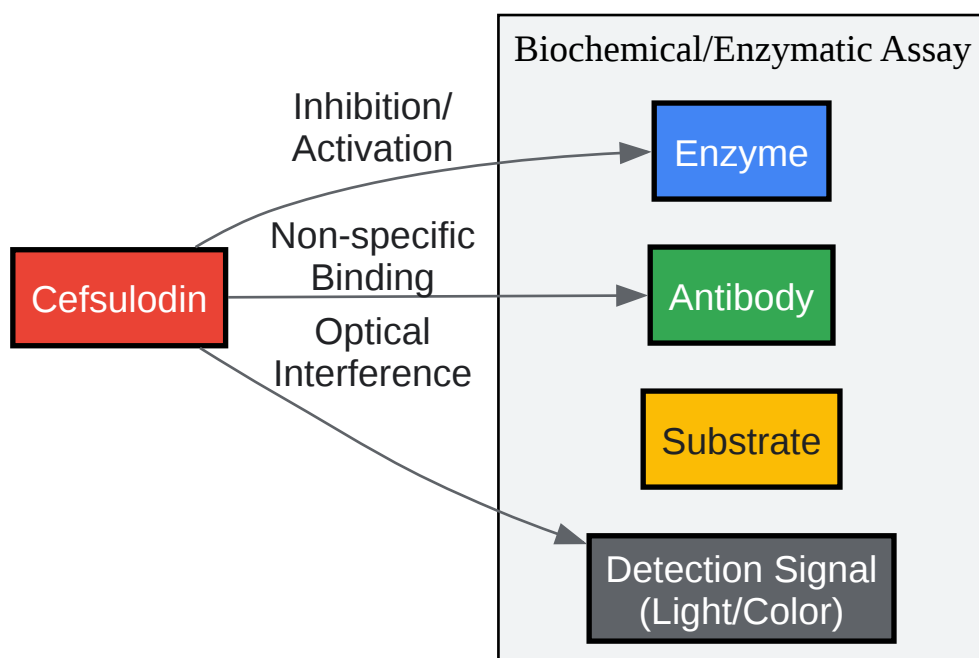 Biochemical/Enzymatic Assay
Inhibition/
Activation
Enzyme
Non-specific
Binding
Cefsulodin
Antibody
Optical
Interference
Substrate
Detection Signal
(Light/Color)